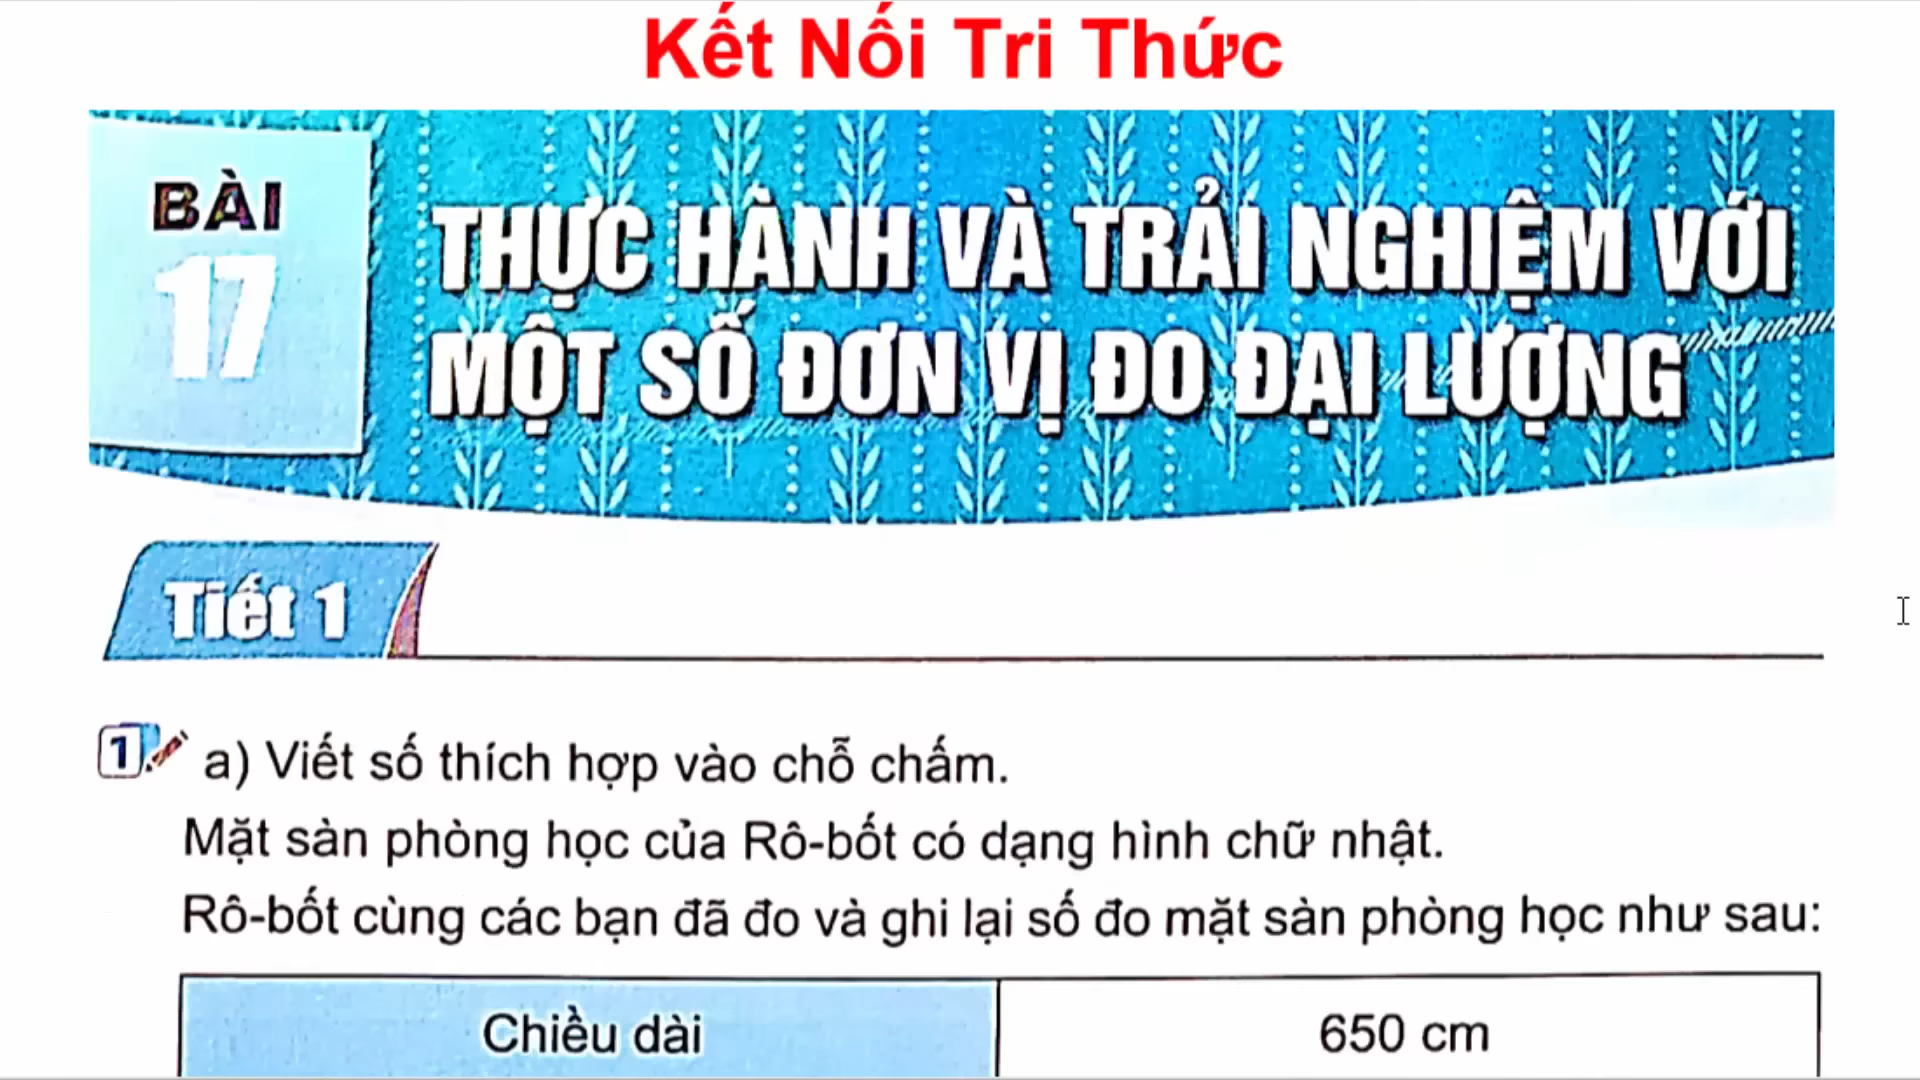 Kết Nối Tri Thức
BÀI
17
THỰC HÀNH VÀ TRẢI NGHIỆM VỚI
MỘT SỐ ĐƠN VỊ ĐO ĐẠI LƯỢNG
Tiết 1
1 a) Viết số thích hợp vào chỗ chấm.
Mặt sàn phòng học của Rô-bốt có dạng hình chữ nhật.
Rô-bốt cùng các bạn đã đo và ghi lại số đo mặt sàn phòng học như sau:
Chiều dài 650 cm